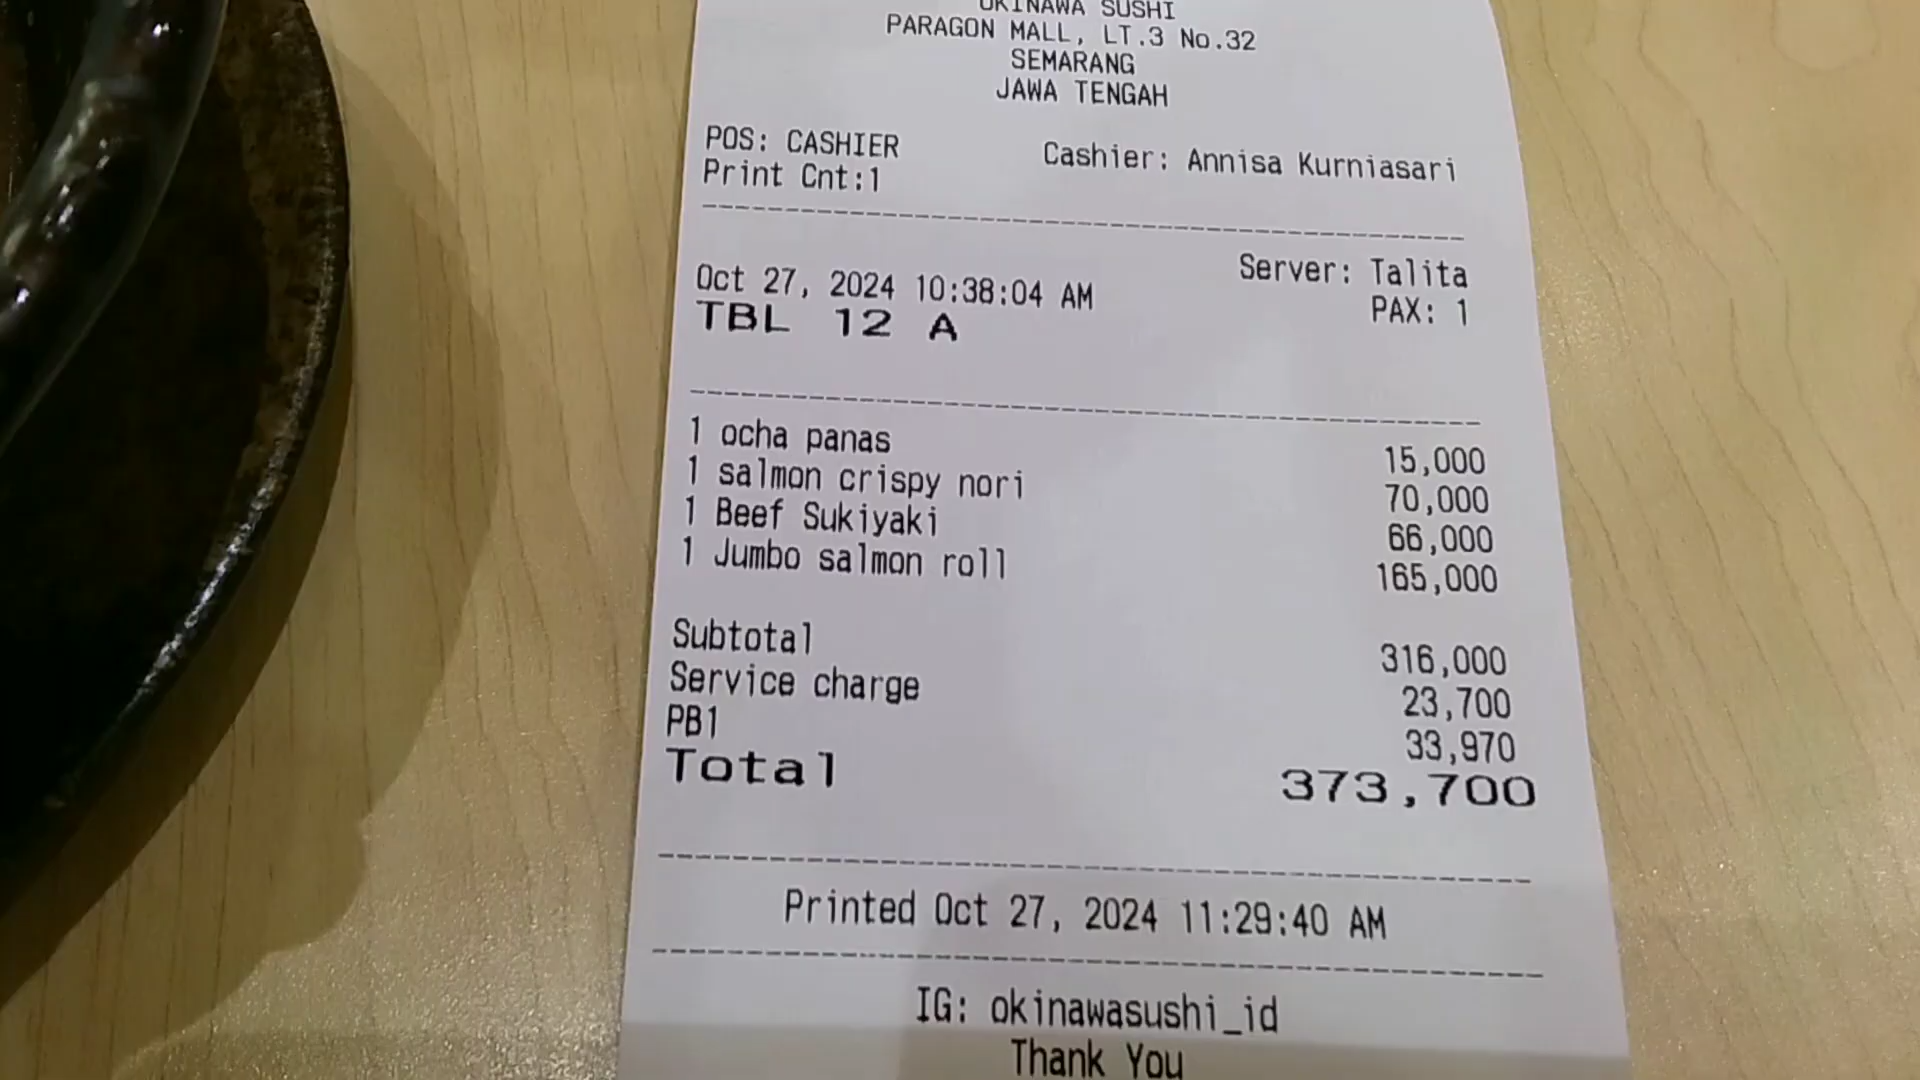 OKINAWA SUSHI
PARAGON MALL, LT.3 No.32
SEMARANG
JAWA TENGAH
POS: CASHIER Cashier: Annisa Kurniasari
Print Cnt:1
Server: Talita
Oct 27, 2024 10:38:04 AM PAX: 1
TBL 12 A
1 ocha panas 15,000
1 salmon crispy nori 70,000
1 Beef Sukiyaki 66,000
1 Jumbo salmon roll 165,000
Subtotal 316,000
Service charge 23,700
PB1 33,970
Total 373,700
Printed Oct 27, 2024 11:29:40 AM
IG: okinawasushi_id
Thank You